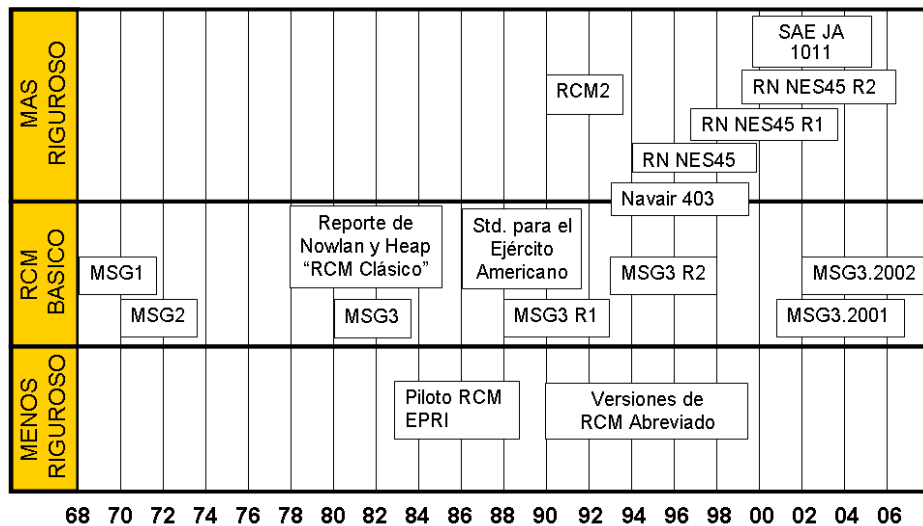 MAS
RIGUROSO
SAE JA
1011
RN NES45 R2
RCM2
RN NES45 R1
RN NES45
Navair 403
RCM
BASICO
Reporte de
Nowlan y Heap
“RCM Clásico”
Std. para el
Ejército
Americano
MSG1
MSG3 R2
MSG3.2002
MSG2
MSG3
MSG3 R1
MSG3.2001
MENOS
RIGUROSO
Piloto RCM
EPRI
Versiones de
RCM Abreviado
68 70 72 74 76 78 80 82 84 86 88 90 92 94 96 98 00 02 04 06